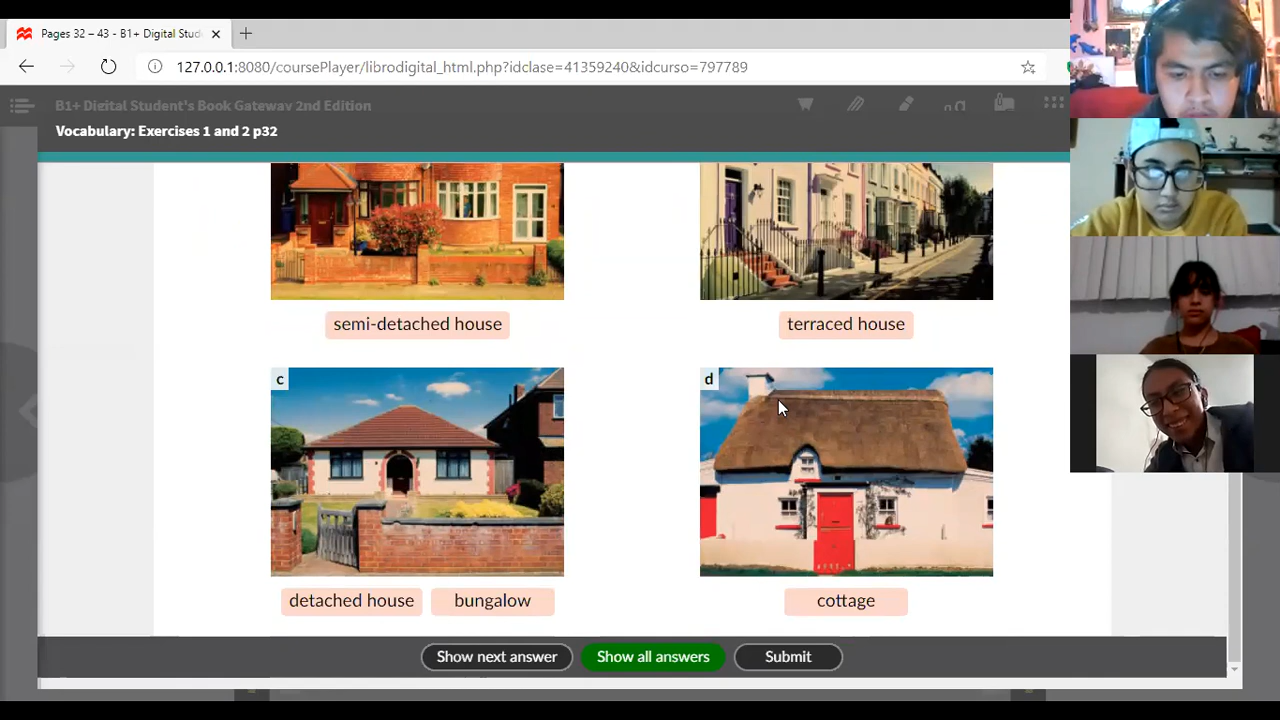 Pages 32 – 43 - B1+ Digital Stud
127.0.0.1:8080/coursePlayer/librodigital_html.php?idclase=41359240&idcurso=797789
B1+ Digital Student's Book Gateway 2nd Edition
Vocabulary: Exercises 1 and 2 p32
semi-detached house
terraced house
c
d
detached house
bungalow
cottage
Show next answer
Show all answers
Submit